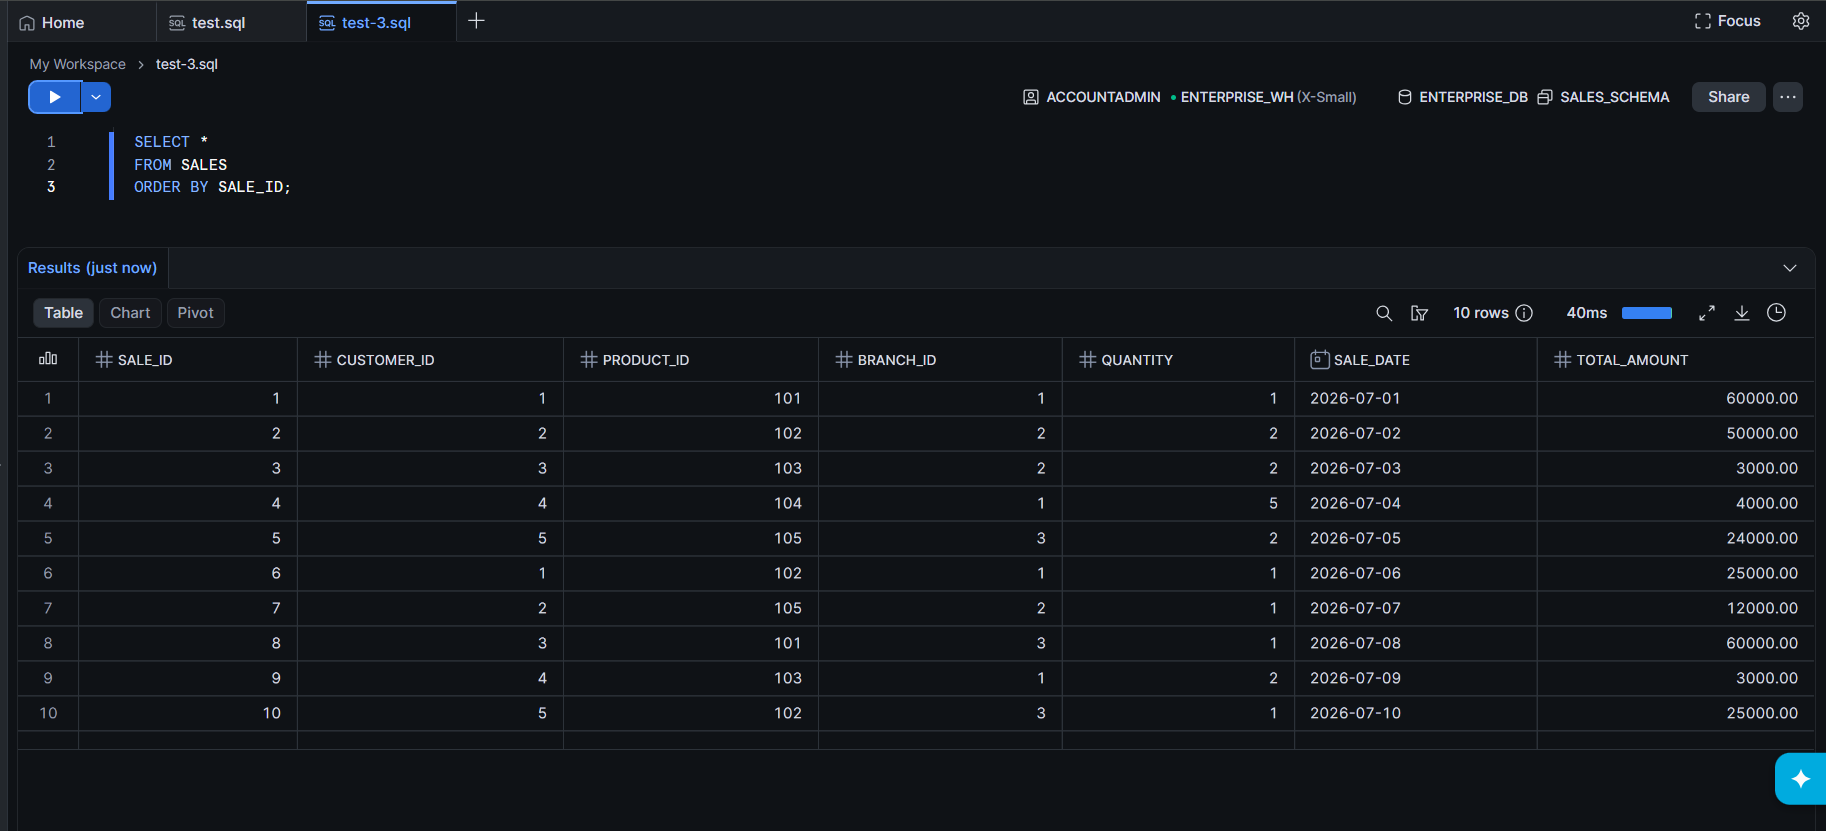 Home test.sql test-3.sql Focus
My Workspace > test-3.sql
ACCOUNTADMIN ENTERPRISE_WH (X-Small) ENTERPRISE_DB SALES_SCHEMA Share ...
1 SELECT *
2 FROM SALES
3 ORDER BY SALE_ID;
Results (just now)
Table Chart Pivot 10 rows 40ms
SALE_ID CUSTOMER_ID PRODUCT_ID BRANCH_ID QUANTITY SALE_DATE TOTAL_AMOUNT
1 1 1 101 1 1 2026-07-01 60000.00
2 2 2 102 2 2 2026-07-02 50000.00
3 3 3 103 2 2 2026-07-03 3000.00
4 4 4 104 1 5 2026-07-04 4000.00
5 5 5 105 3 2 2026-07-05 24000.00
6 6 1 102 1 1 2026-07-06 25000.00
7 7 2 105 2 1 2026-07-07 12000.00
8 8 3 101 3 1 2026-07-08 60000.00
9 9 4 103 1 2 2026-07-09 3000.00
10 10 5 102 3 1 2026-07-10 25000.00